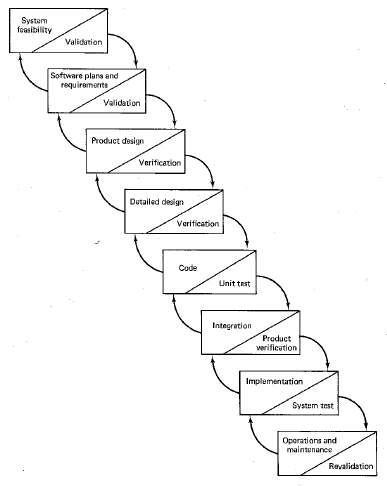 System
feasibility
Validation
Software plans and
requirements
Validation
Product design
Verification
Detailed design
Verification
Code
Unit test
Integration
Product
verification
Implementation
System test
Operations and
maintenance
Revalidation